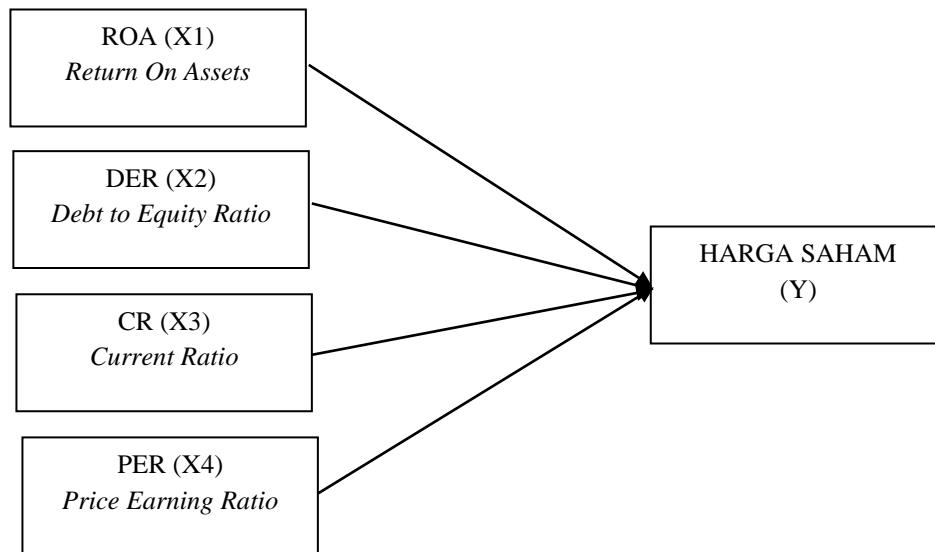 ROA (X1)
Return On Assets
DER (X2)
Debt to Equity Ratio
CR (X3)
Current Ratio
PER (X4)
Price Earning Ratio
HARGA SAHAM
(Y)